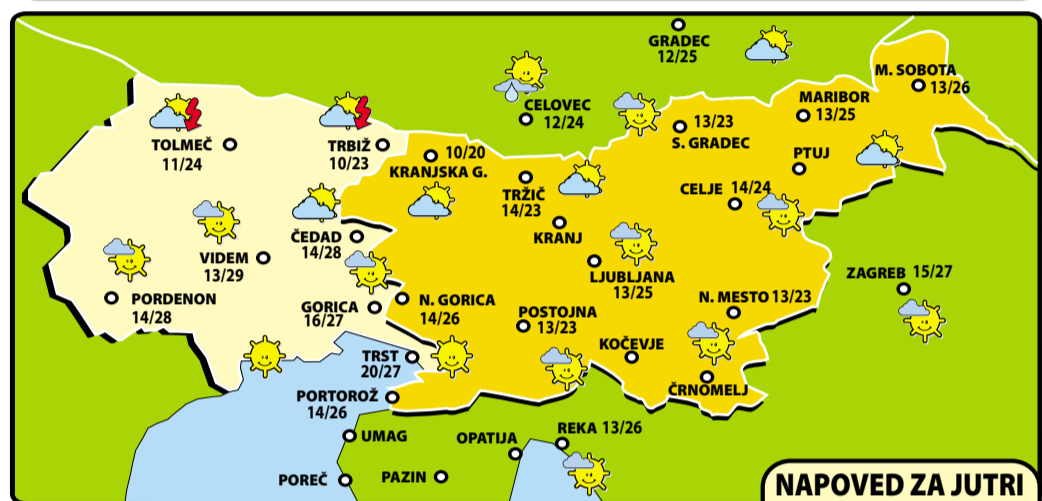 GRADEC
12/25
M. SOBOTA
13/26
MARIBOR
13/25
CELOVEC
12/24
13/23
S. GRADEC
TOLMEČ
11/24
TRBIŽ
10/23
10/20
KRANJSKA G.
PTUJ
TRŽIČ
14/23
CELJE 14/24
KRANJ
ČEDAD
14/28
VIDEM
13/29
LJUBLJANA
13/25
ZAGREB 15/27
PORDENON
14/28
GORICA
16/27
N. GORICA
14/26
N. MESTO 13/23
POSTOJNA
13/23
KOČEVJE
TRST
20/27
ČRNOMELJ
PORTOROŽ
14/26
UMAG
OPATIJA
REKA 13/26
POREČ
PAZIN
NAPOVED ZA JUTRI